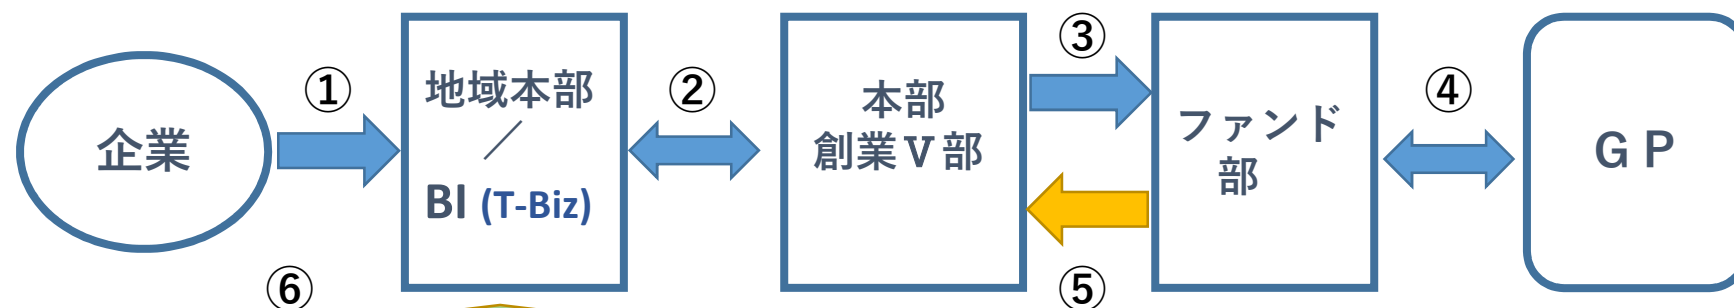 ①
②
③
④
企業
地域本部
／
BI (T-Biz)
本部
創業Ｖ部
ファンド
部
ＧＰ
⑥
⑤